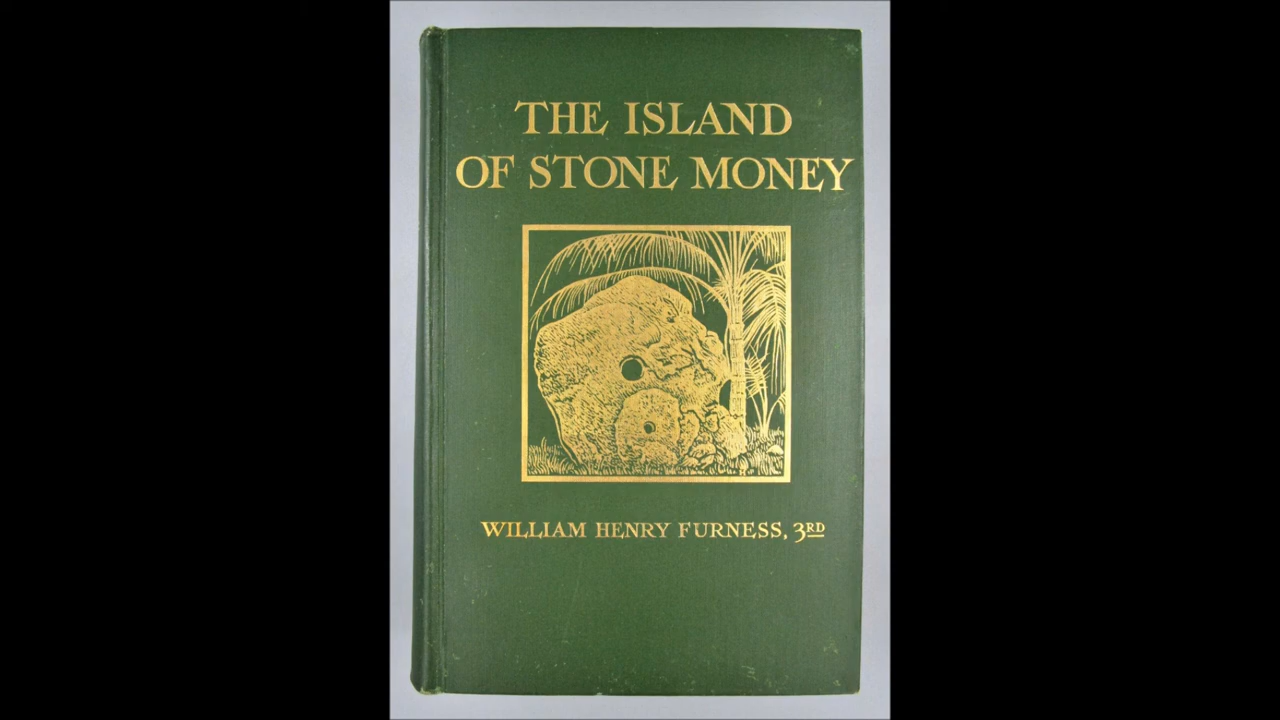 THE ISLAND
OF STONE MONEY
WILLIAM HENRY FURNESS, 3RD